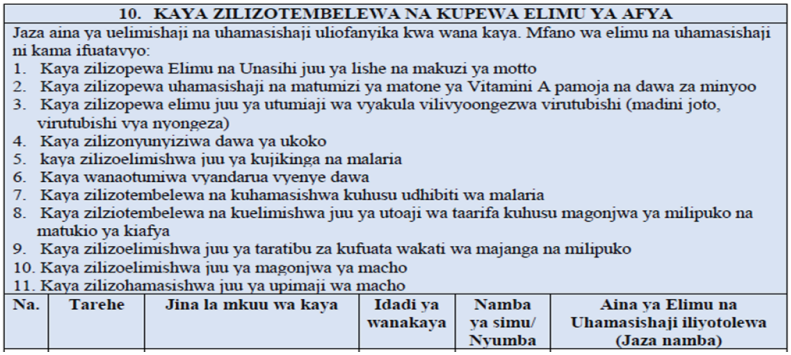 10. KAYA ZILIZOTEMBELEWA NA KUPEWA ELIMU YA AFYA
Jaza aina ya uelimishaji na uhamasishaji uliofanyika kwa wana kaya. Mfano wa elimu na uhamasishaji
ni kama ifuatavyo:
1. Kaya zilizopewa Elimu na Unasihi juu ya lishe na makuzi ya motto
2. Kaya zilizopewa uhamasishaji na matumizi ya matone ya Vitamini A pamoja na dawa za minyoo
3. Kaya zilizopewa elimu juu ya utumiaji wa vyakula vilivyoongezwa virutubishi (madini joto,
virutubishi vya nyongeza)
4. Kaya zilizonyunyiziwa dawa ya ukoko
5. kaya zilizoelimishwa juu ya kujikinga na malaria
6. Kaya wanaotumiwa vyandarua vyenye dawa
7. Kaya zilizotembelewa na kuhamasishwa kuhusu udhibiti wa malaria
8. Kaya zilziotembelewa na kuelimishwa juu ya utoaji wa taarifa kuhusu magonjwa ya milipuko na
matukio ya kiafya
9. Kaya zilizoelimishwa juu ya taratibu za kufuata wakati wa majanga na milipuko
10. Kaya zilizoelimishwa juu ya magonjwa ya macho
11. Kaya zilizohamasishwa juu ya upimaji wa macho
Na. Tarehe Jina la mkuu wa kaya Idadi ya Namba Aina ya Elimu na
wanakaya ya simu/ Uhamasishaji iliyotolewa
Nyumba (Jaza namba)